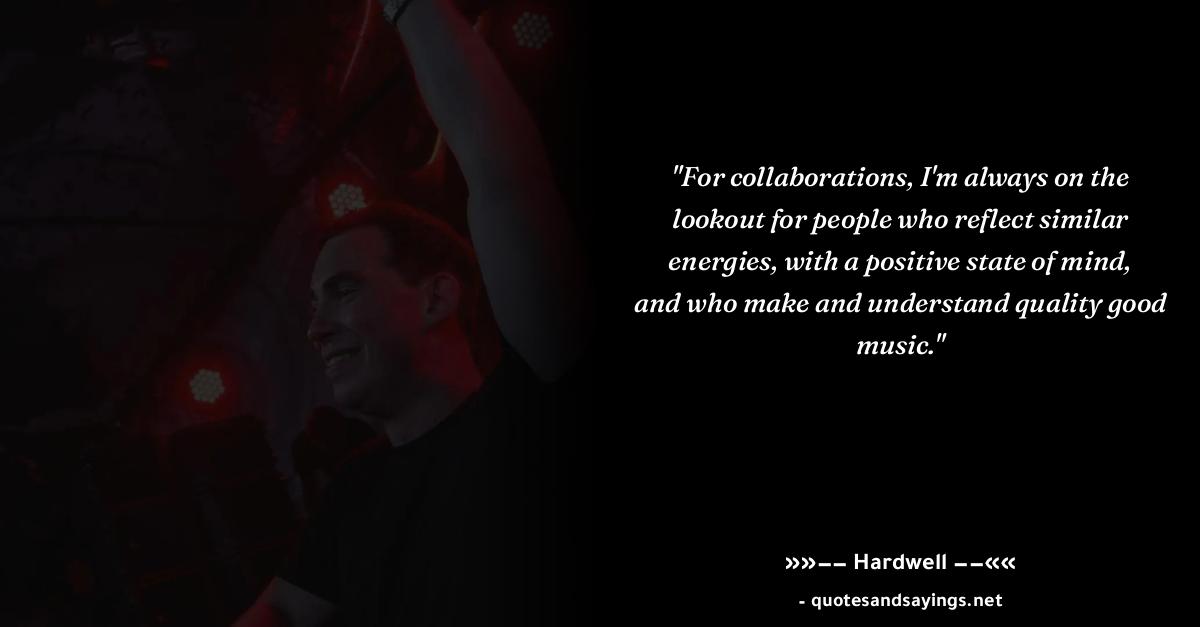 "For collaborations, I'm always on the
lookout for people who reflect similar
energies, with a positive state of mind,
and who make and understand quality good
music."
»»−− Hardwell −−««
- quotesandsayings.net